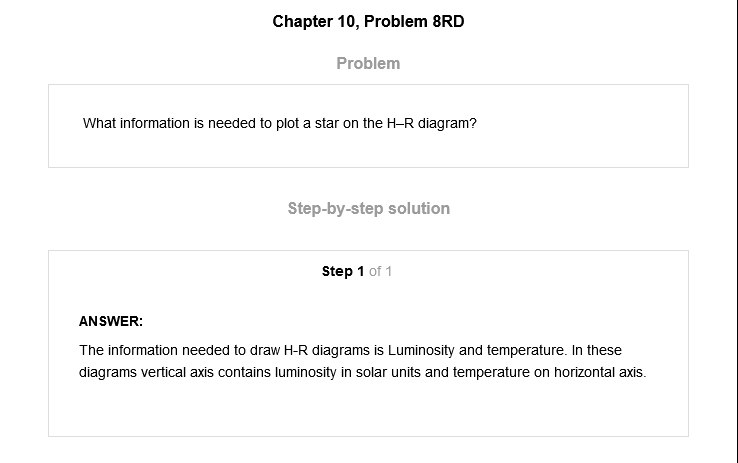 Chapter 10, Problem 8RD
Problem
What information is needed to plot a star on the H–R diagram?
Step-by-step solution
Step 1 of 1
ANSWER:
The information needed to draw H-R diagrams is Luminosity and temperature. In these
diagrams vertical axis contains luminosity in solar units and temperature on horizontal axis.